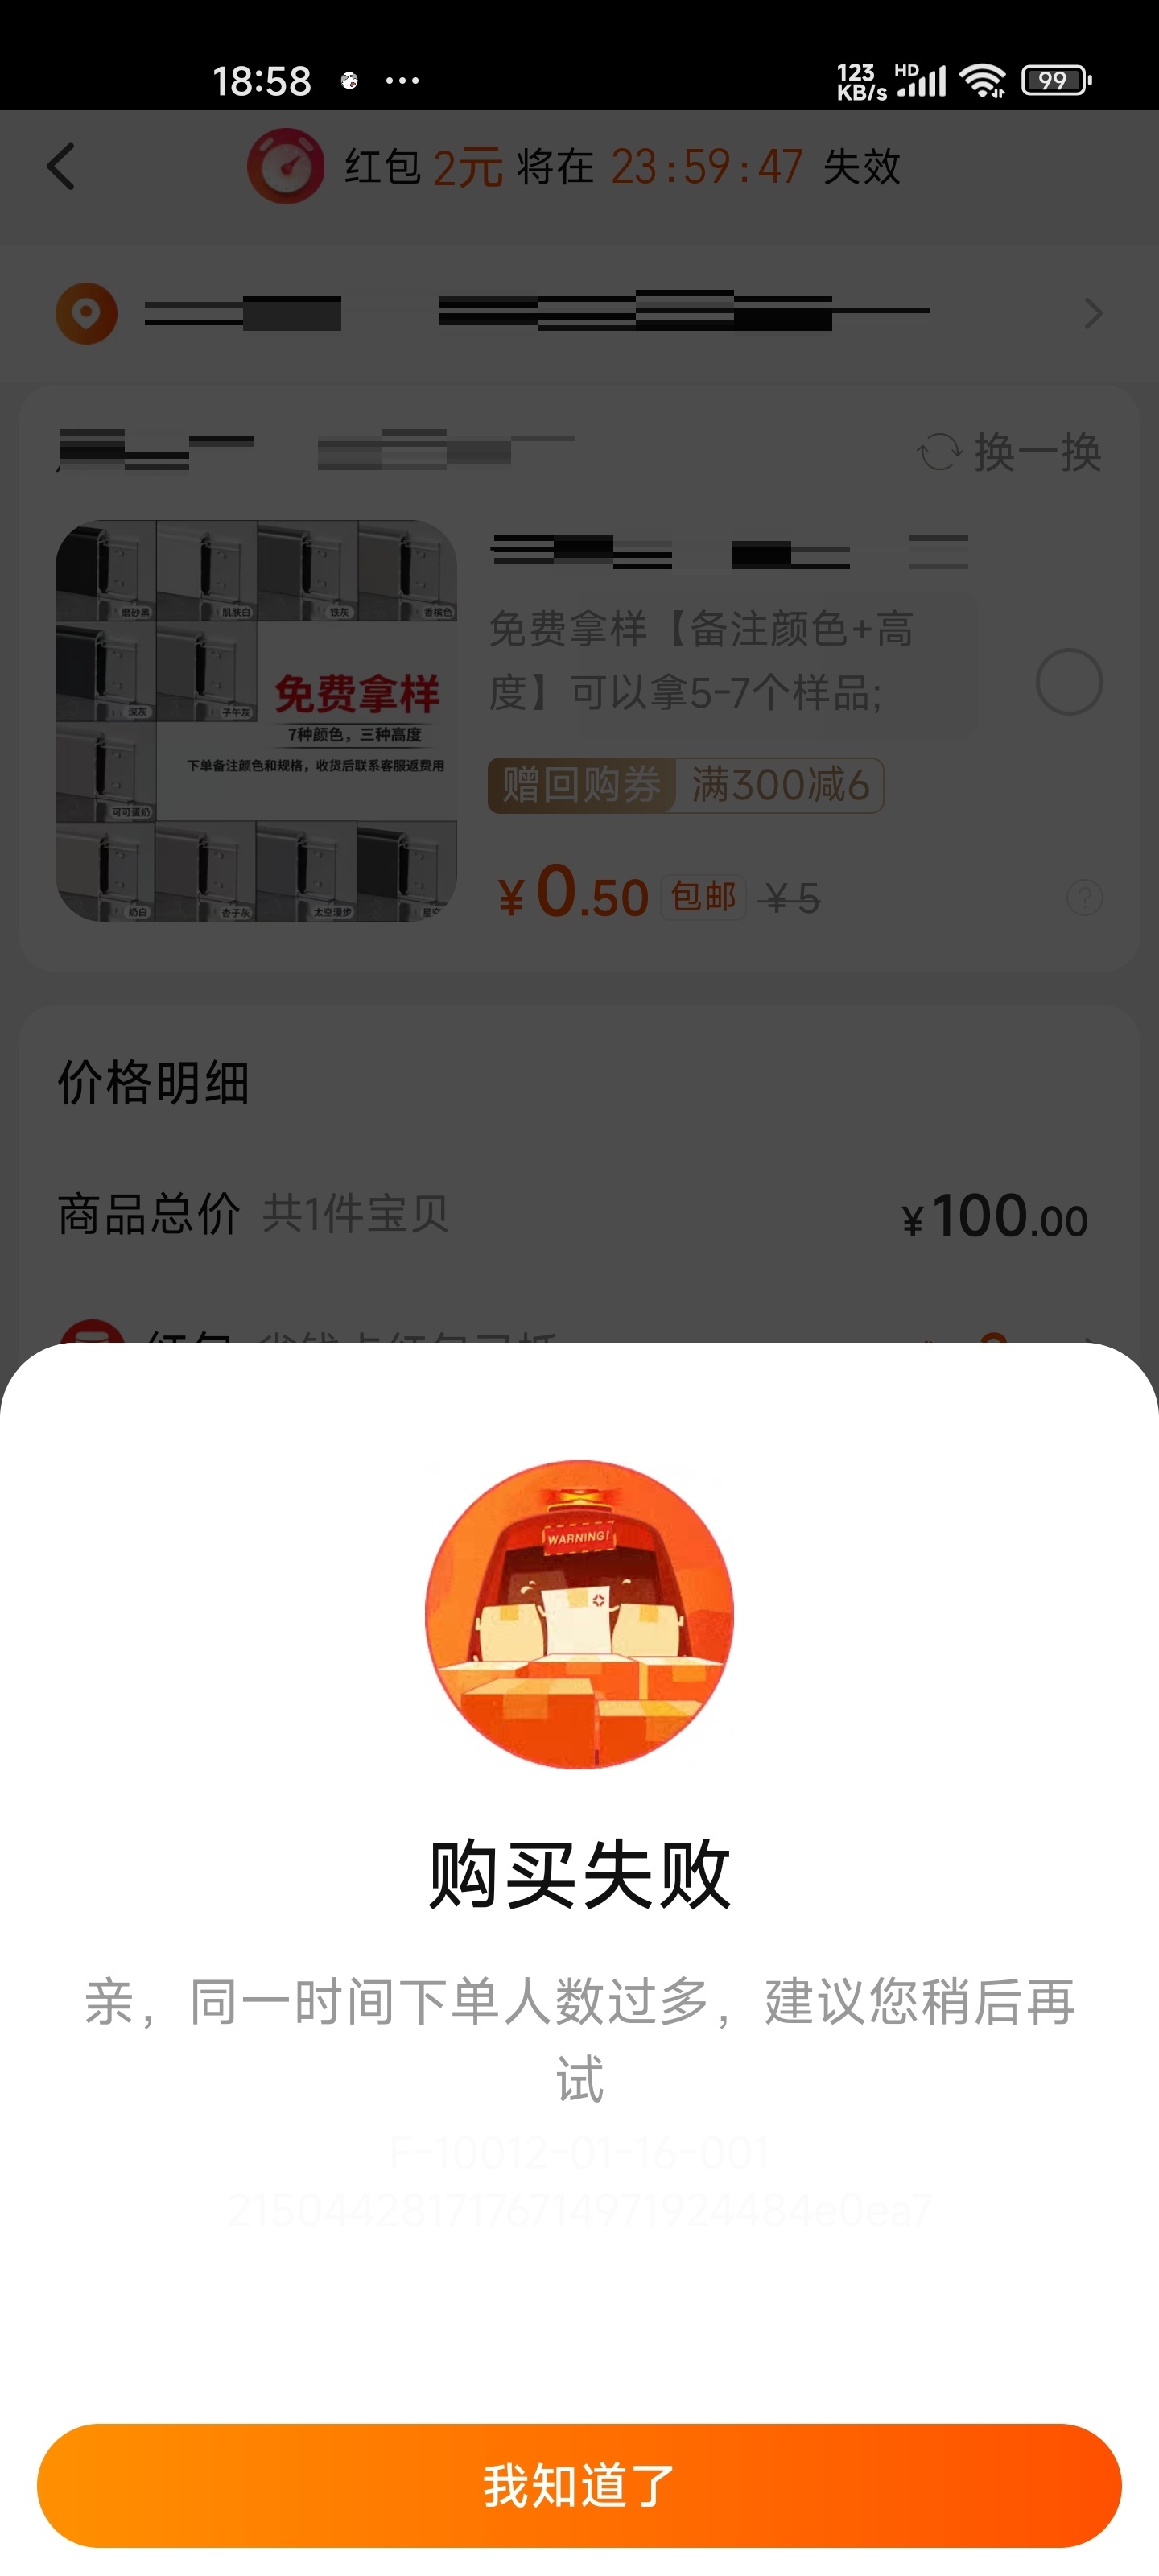 18:58 ... 123 KB/s HD 99
红包 2元 将在 23:59:47 失效
换一换
免费拿样【备注颜色+高
度】可以拿5-7个样品;
赠回购券 满300减6
¥0.50 包邮 ¥5 ?
磨砂黑 肌肤白 铁灰 香槟色
深灰 子午灰
免费拿样
7种颜色，三种高度
下单备注颜色和规格，收货后联系客服返费用
可可蛋奶
奶白 杏子灰 太空漫步 星空
价格明细
商品总价 共1件宝贝 ¥100.00
WARNING!
购买失败
亲，同一时间下单人数过多，建议您稍后再
试
F-10012-01-16-001
2150442817176714971924484e0ea7
我知道了